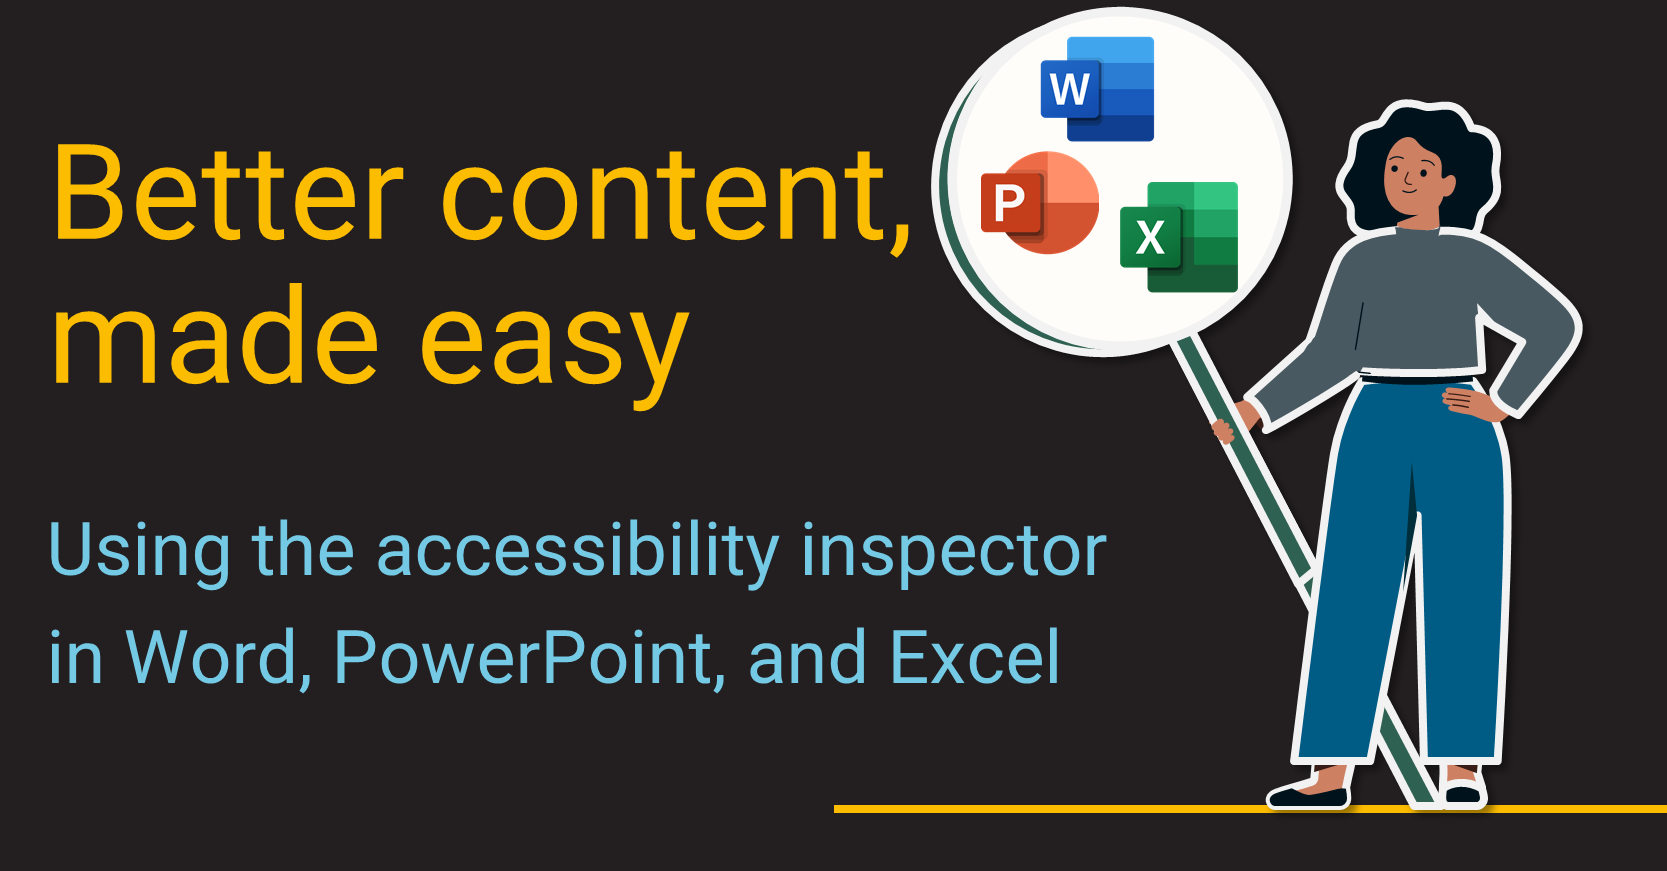 Better content,
made easy
W
P
X
Using the accessibility inspector
in Word, PowerPoint, and Excel